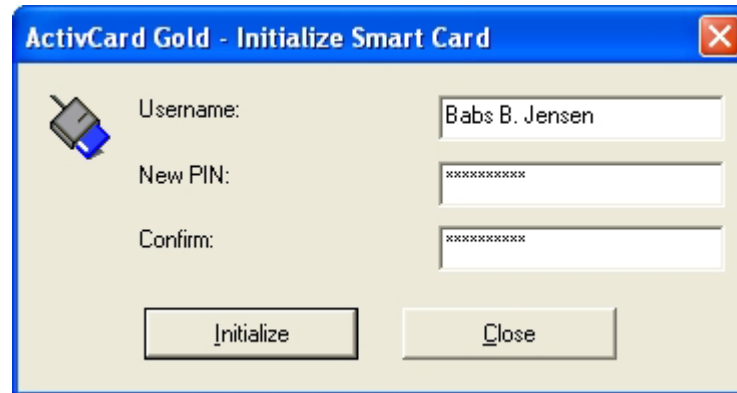 ActivCard Gold - Initialize Smart Card
Username: Babs B. Jensen
New PIN: **********
Confirm: **********
Initialize Close